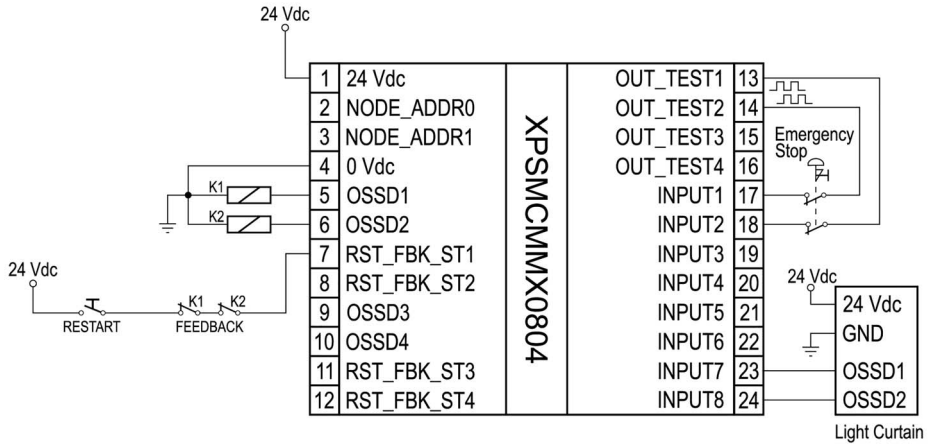 24 Vdc
1 24 Vdc
2 NODE_ADDR0
3 NODE_ADDR1
4 0 Vdc
K1
5 OSSD1
K2
6 OSSD2
7 RST_FBK_ST1
24 Vdc
8 RST_FBK_ST2
K1 K2
RESTART FEEDBACK
9 OSSD3
10 OSSD4
11 RST_FBK_ST3
12 RST_FBK_ST4
XPSMCMMX0804
OUT_TEST1 13
OUT_TEST2 14
OUT_TEST3 15
OUT_TEST4 16
INPUT1 17
INPUT2 18
INPUT3 19
INPUT4 20
INPUT5 21
INPUT6 22
INPUT7 23
INPUT8 24
Emergency
Stop
24 Vdc
24 Vdc
GND
OSSD1
OSSD2
Light Curtain